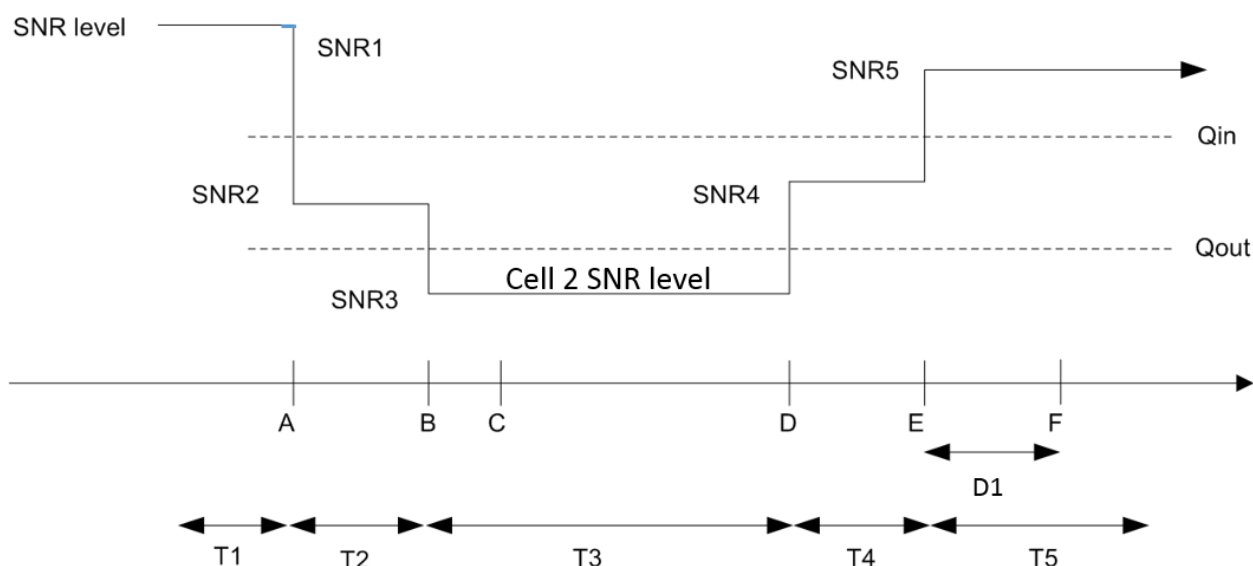 SNR level
SNR1
SNR5
Qin
SNR2
SNR4
Qout
Cell 2 SNR level
SNR3
A B C D E F
D1
T1 T2 T3 T4 T5